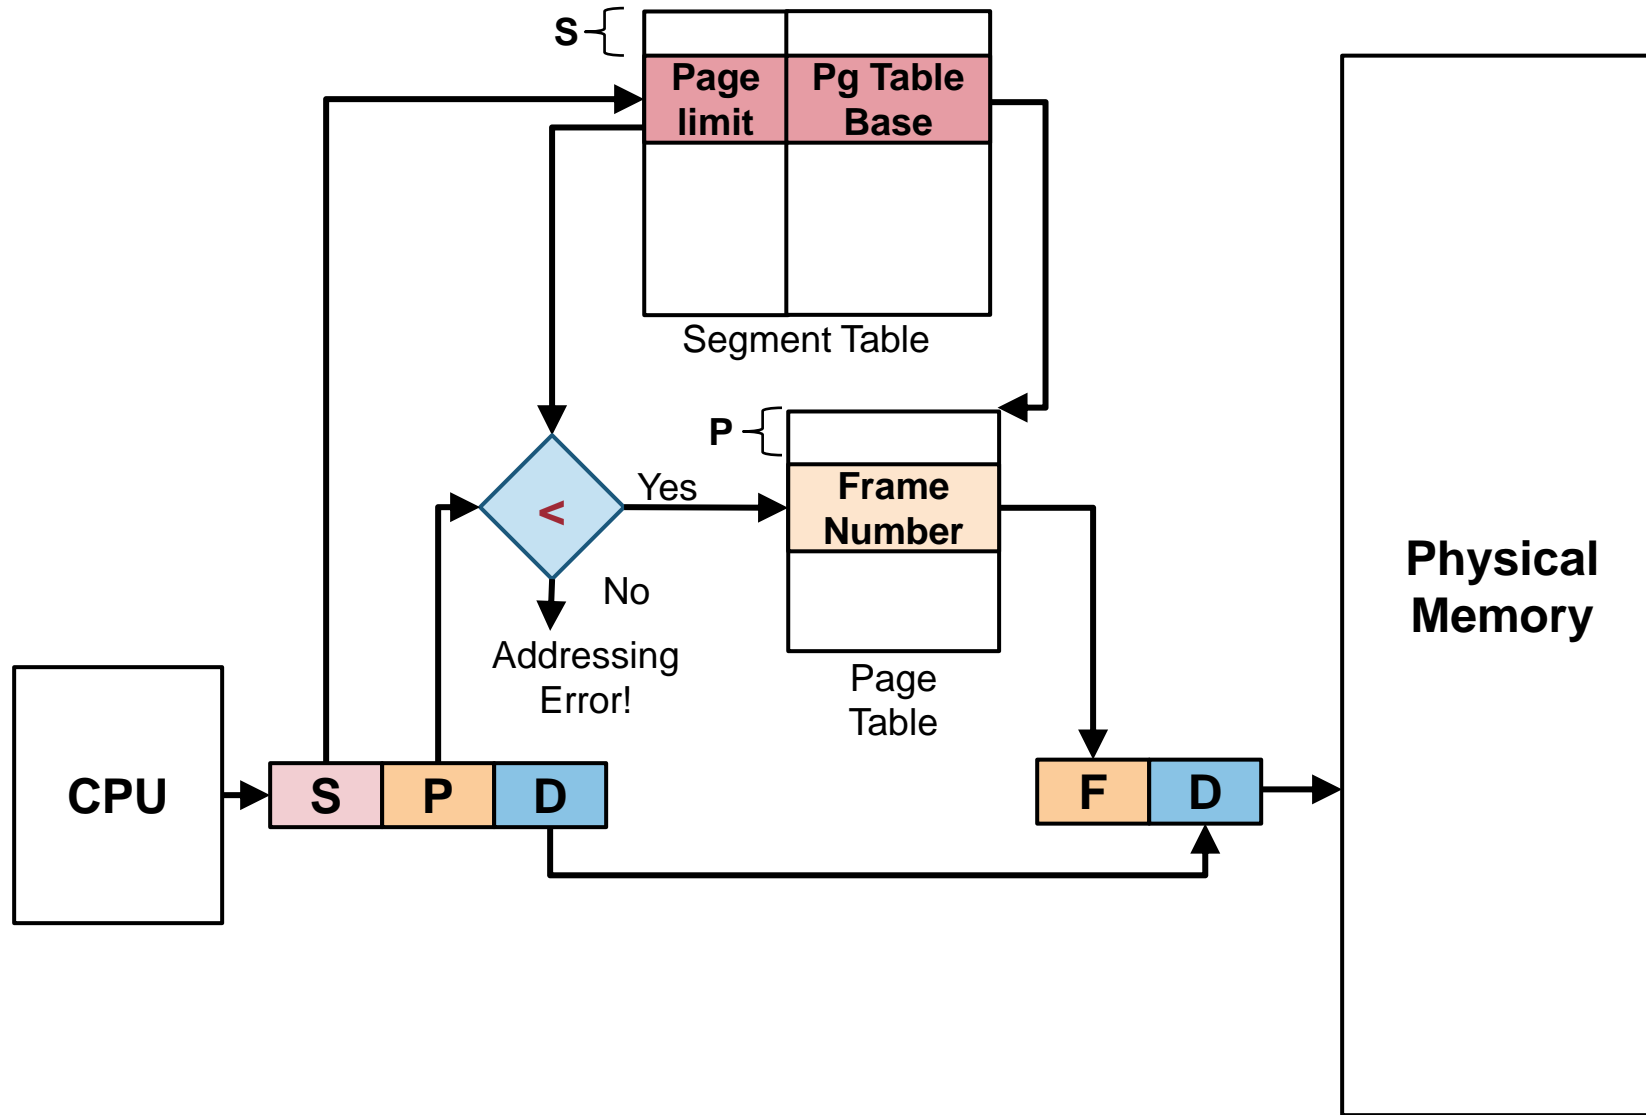 S
Page
limit
Pg Table
Base
Segment Table
P
Frame
Number
Page
Table
<
Yes
No
Addressing
Error!
CPU
S P D
F D
Physical
Memory